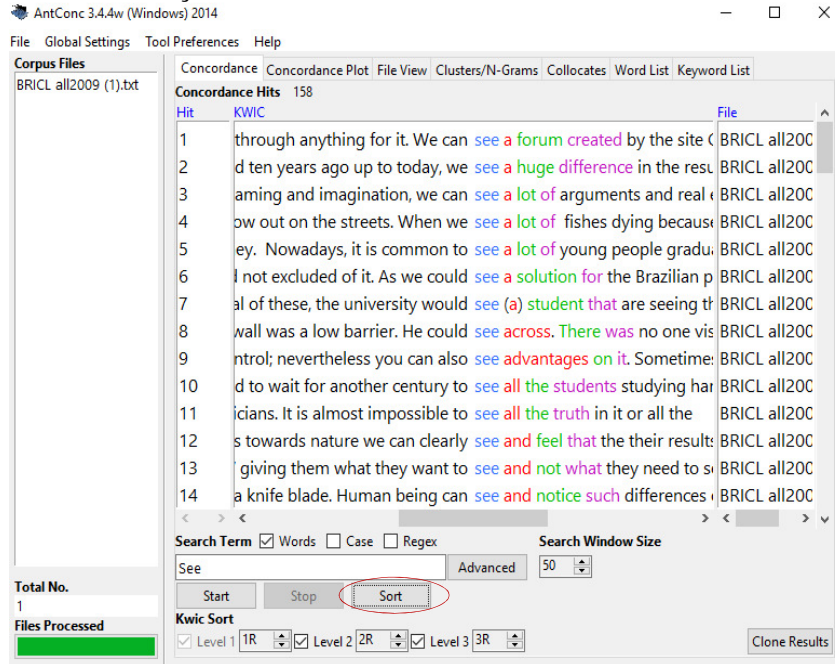 AntConc 3.4.4w (Windows) 2014
File Global Settings Tool Preferences Help
Corpus Files
BRICL all2009 (1).txt
Concordance Concordance Plot File View Clusters/N-Grams Collocates Word List Keyword List
Concordance Hits 158
Hit KWIC File
1 through anything for it. We can see a forum created by the site ( BRICL all200
2 d ten years ago up to today, we see a huge difference in the resu BRICL all200
3 aming and imagination, we can see a lot of arguments and real BRICL all200
4 ow out on the streets. When we see a lot of fishes dying because BRICL all200
5 ey. Nowadays, it is common to see a lot of young people gradu BRICL all200
6 not excluded of it. As we could see a solution for the Brazilian p BRICL all200
7 al of these, the university would see (a) student that are seeing th BRICL all200
8 wall was a low barrier. He could see across. There was no one vis BRICL all200
9 ntrol; nevertheless you can also see advantages on it. Sometime BRICL all200
10 d to wait for another century to see all the students studying har BRICL all200
11 icians. It is almost impossible to see all the truth in it or all the BRICL all200
12 s towards nature we can clearly see and feel that the their results BRICL all200
13 giving them what they want to see and not what they need to s BRICL all200
14 a knife blade. Human being can see and notice such differences BRICL all200
Search Term Words Case Regex Search Window Size
See Advanced 50
Start Stop Sort
Total No.
1
Files Processed
Kwic Sort
Level 1 1R Level 2 2R Level 3 3R Clone Results